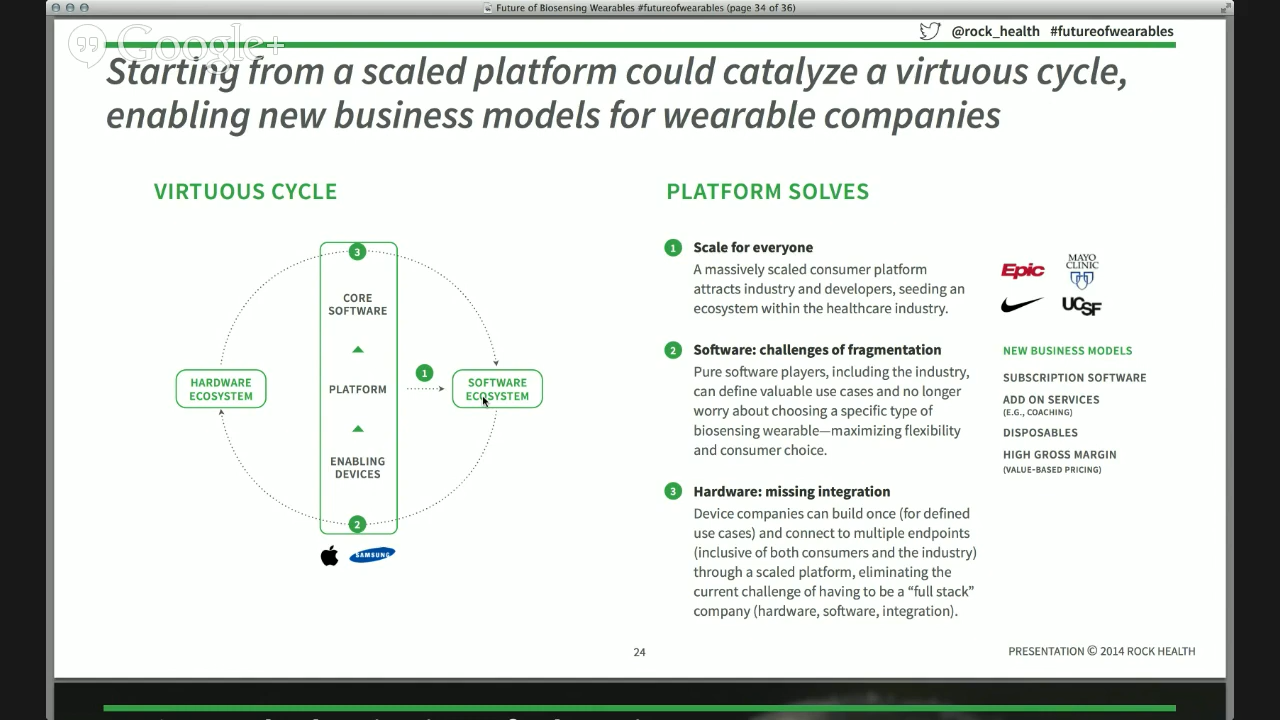 Future of Biosensing Wearables #futureofwearables (page 34 of 36)
Google+
@rock_health #futureofwearables
Starting from a scaled platform could catalyze a virtuous cycle,
enabling new business models for wearable companies
VIRTUOUS CYCLE
3
CORE
SOFTWARE
HARDWARE
ECOSYSTEM
PLATFORM
1
SOFTWARE
ECOSYSTEM
ENABLING
DEVICES
2
SAMSUNG
PLATFORM SOLVES
1 Scale for everyone
A massively scaled consumer platform
attracts industry and developers, seeding an
ecosystem within the healthcare industry.
2 Software: challenges of fragmentation
Pure software players, including the industry,
can define valuable use cases and no longer
worry about choosing a specific type of
biosensing wearable—maximizing flexibility
and consumer choice.
3 Hardware: missing integration
Device companies can build once (for defined
use cases) and connect to multiple endpoints
(inclusive of both consumers and the industry)
through a scaled platform, eliminating the
current challenge of having to be a “full stack”
company (hardware, software, integration).
Epic
MAYO
CLINIC
UCSF
NEW BUSINESS MODELS
SUBSCRIPTION SOFTWARE
ADD ON SERVICES
(E.G., COACHING)
DISPOSABLES
HIGH GROSS MARGIN
(VALUE-BASED PRICING)
24
PRESENTATION © 2014 ROCK HEALTH